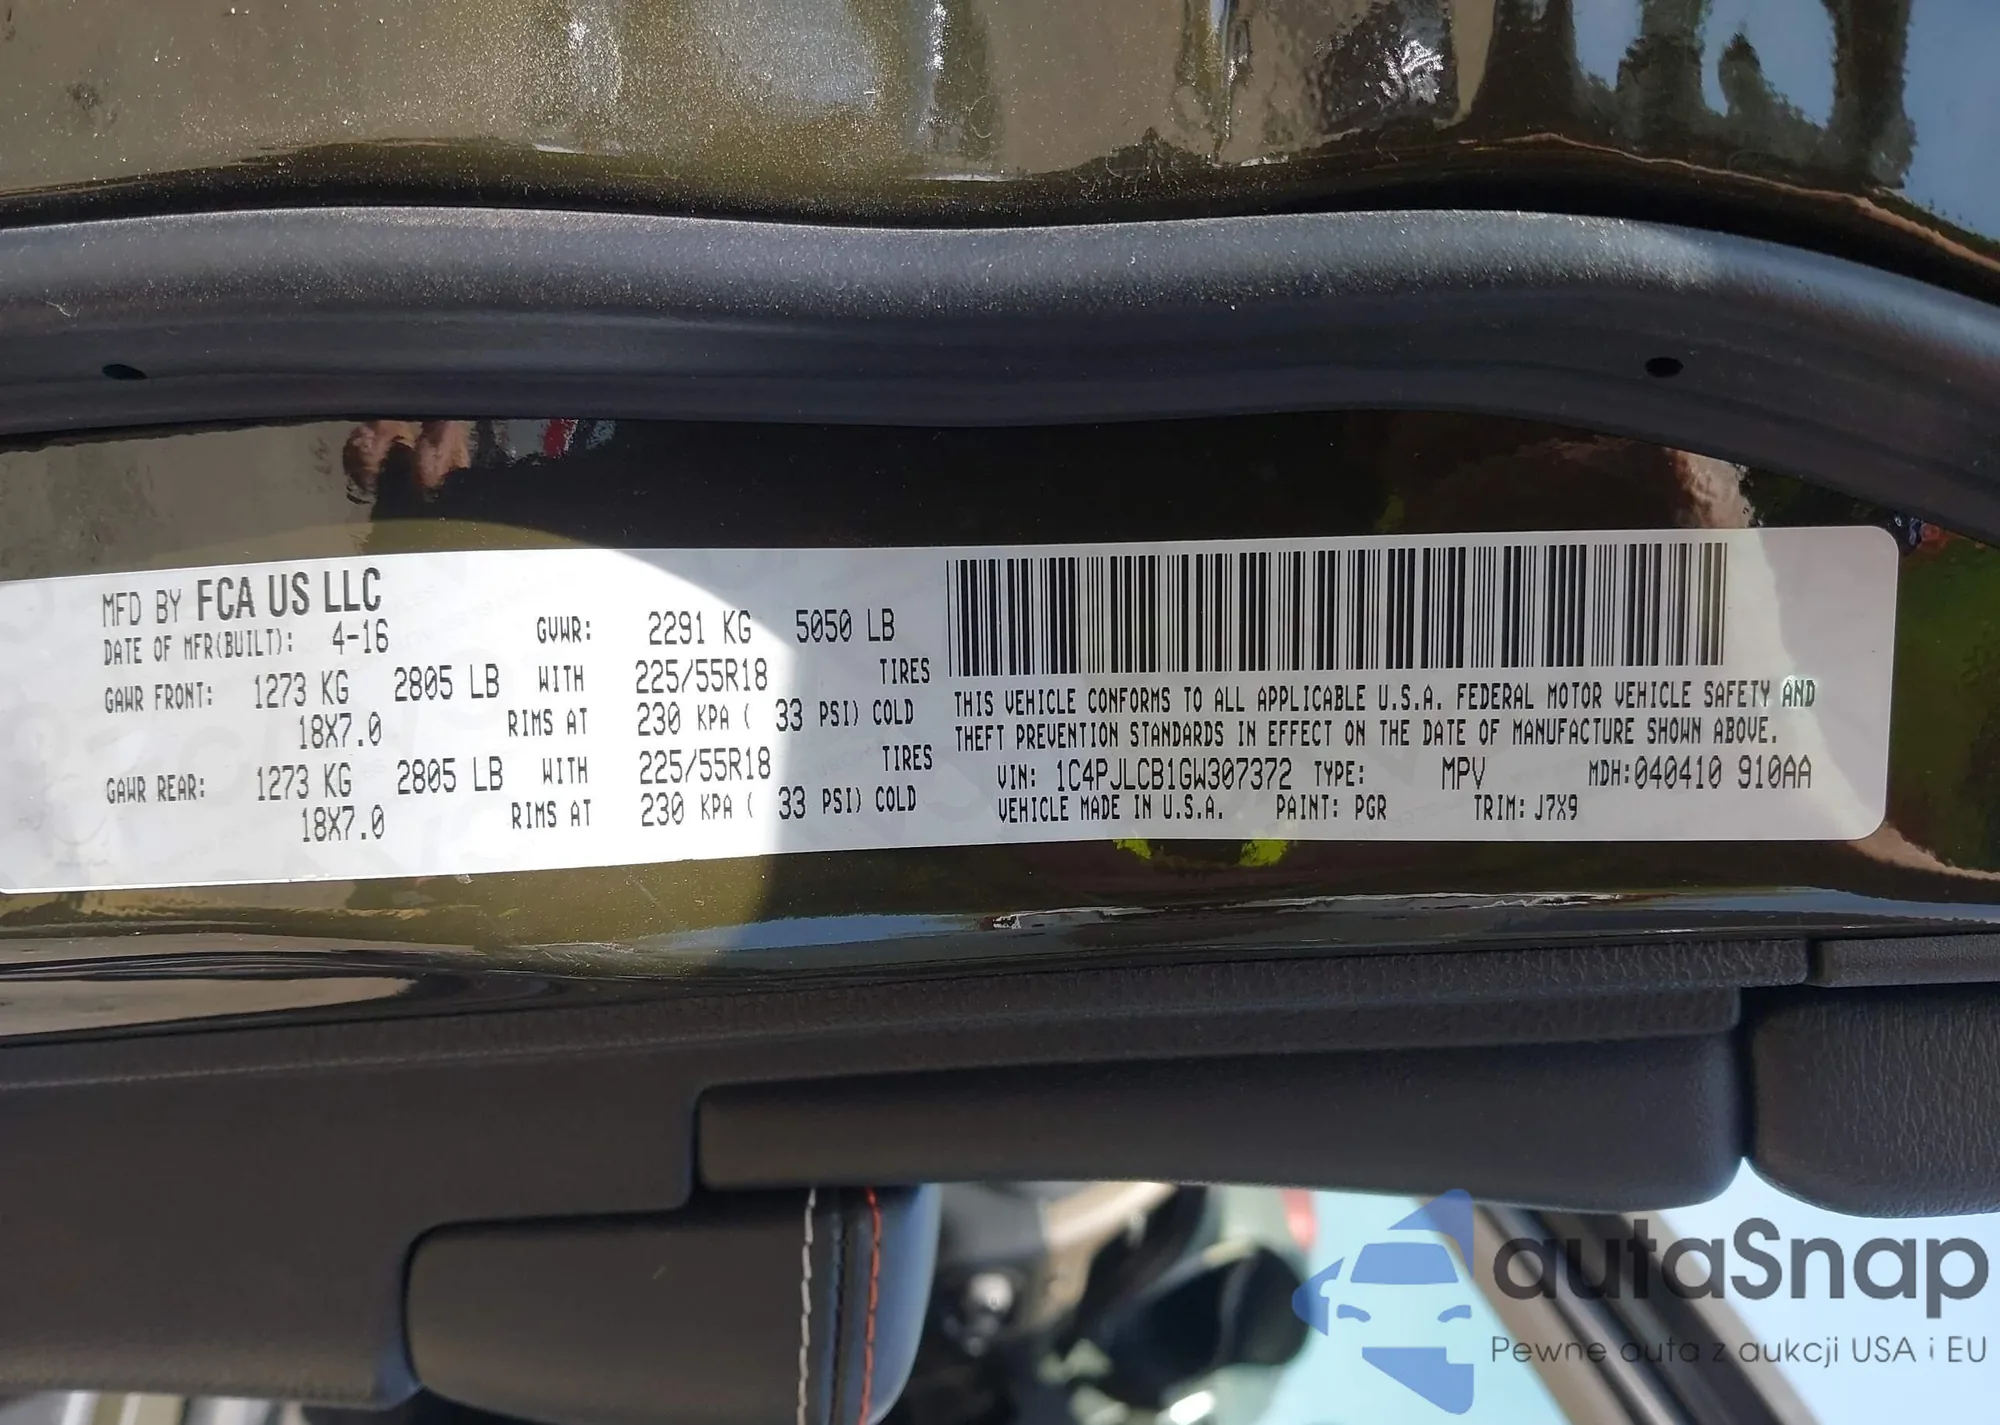 MFD BY FCA US LLC
DATE OF MFR(BUILT): 4-16 GVWR: 2291 KG 5050 LB
GAWR FRONT: 1273 KG 2805 LB WITH 225/55R18 TIRES
18X7.0 RIMS AT 230 KPA ( 33 PSI) COLD
GAWR REAR: 1273 KG 2805 LB WITH 225/55R18 TIRES
18X7.0 RIMS AT 230 KPA ( 33 PSI) COLD
THIS VEHICLE CONFORMS TO ALL APPLICABLE U.S.A. FEDERAL MOTOR VEHICLE SAFETY AND
THEFT PREVENTION STANDARDS IN EFFECT ON THE DATE OF MANUFACTURE SHOWN ABOVE.
VIN: 1C4PJLCB1GW307372 TYPE: MPV MDH:040410 910AA
VEHICLE MADE IN U.S.A. PAINT: PGR TRIM: J7X9
autaSnap
Pewne auta z aukcji USA i EU